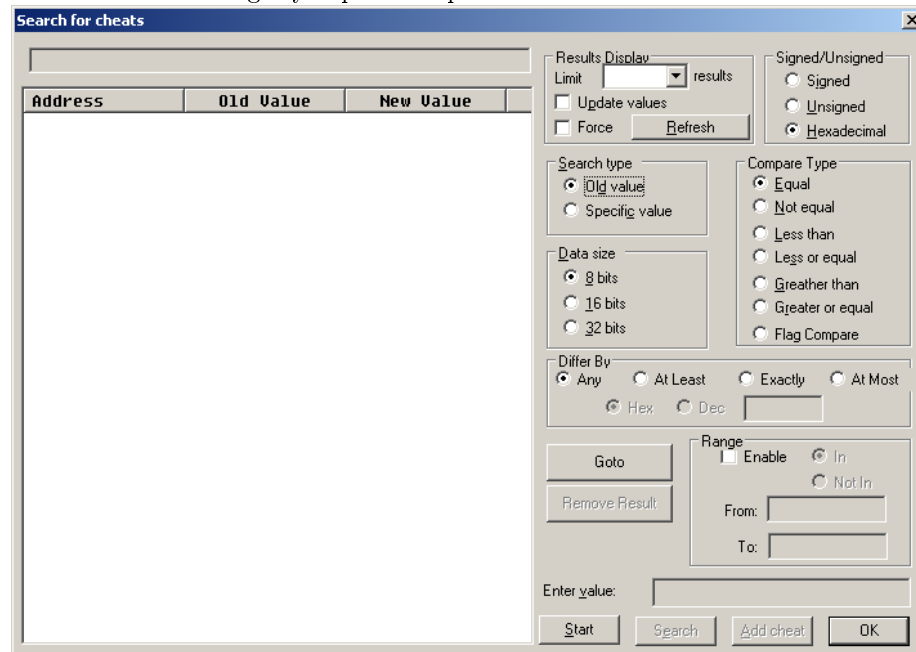 Search for cheats
Address Old Value New Value
Results Display
Limit results
Update values
Force Refresh
Signed/Unsigned
Signed
Unsigned
Hexadecimal
Search type
Old value
Specific value
Compare Type
Equal
Not equal
Less than
Less or equal
Greather than
Greater or equal
Flag Compare
Data size
8 bits
16 bits
32 bits
Differ By
Any At Least Exactly At Most
Hex Dec
Goto
Remove Result
Range
Enable In
Not In
From:
To:
Enter value:
Start Search Add cheat OK